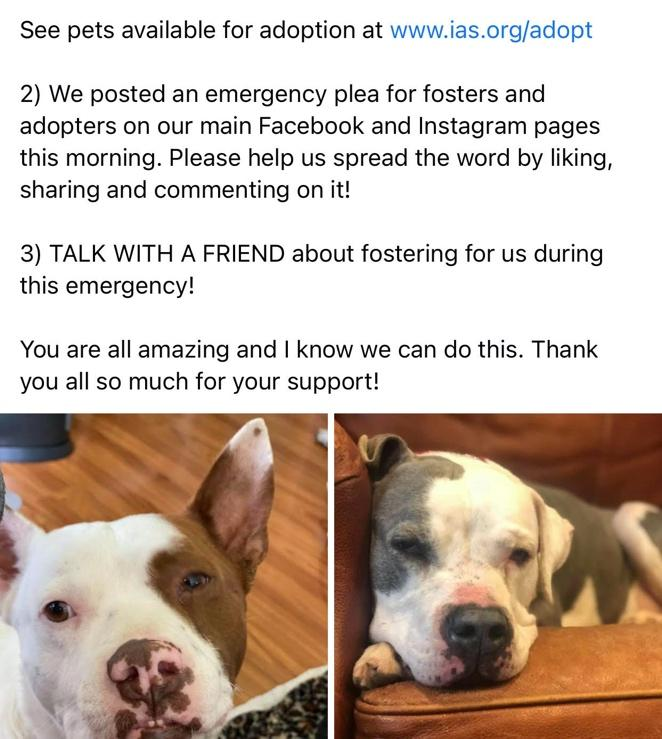 See pets available for adoption at www.ias.org/adopt
2) We posted an emergency plea for fosters and
adopters on our main Facebook and Instagram pages
this morning. Please help us spread the word by liking,
sharing and commenting on it!
3) TALK WITH A FRIEND about fostering for us during
this emergency!
You are all amazing and I know we can do this. Thank
you all so much for your support!